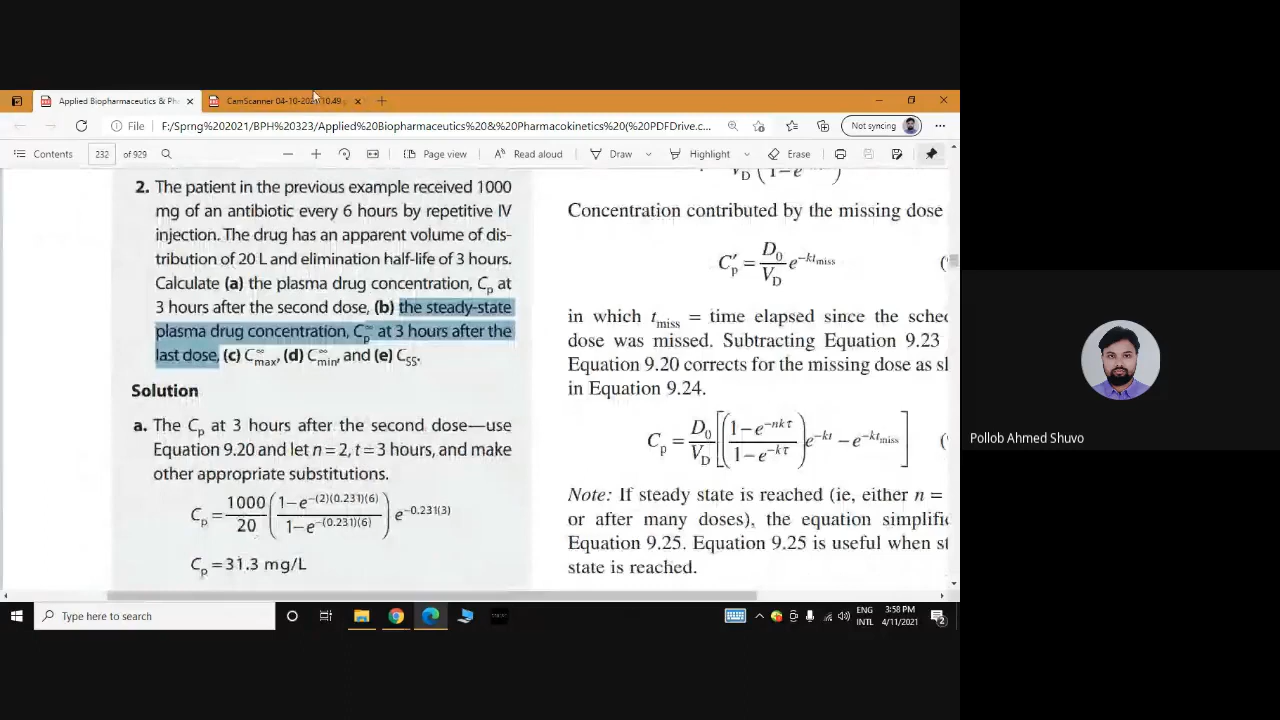 Applied Biopharmaceutics & Pha
CamScanner 04-10-2021 10.49
File
F:/Sprng%202021/BPH%20323/Applied%20Biopharmaceutics%20&%20Pharmacokinetics%20(%20PDFDrive.c...
Not syncing
Contents
232 of 929
Page view
Read aloud
Draw
Highlight
Erase
2. The patient in the previous example received 1000
mg of an antibiotic every 6 hours by repetitive IV
injection. The drug has an apparent volume of dis-
tribution of 20 L and elimination half-life of 3 hours.
Calculate (a) the plasma drug concentration, Cp at
3 hours after the second dose, (b) the steady-state
plasma drug concentration, Cp∞ at 3 hours after the
last dose, (c) C∞max, (d) C∞min, and (e) CSS.
Solution
a. The Cp at 3 hours after the second dose—use
Equation 9.20 and let n = 2, t = 3 hours, and make
other appropriate substitutions.
Cp = 1000/20 (1−e^−(2)(0.231)(6) / 1−e^−(0.231)(6)) e^−0.231(3)
Cp = 31.3 mg/L
VD (1−e
Concentration contributed by the missing dose
C′p = D0/VD e^−ktmiss
in which tmiss = time elapsed since the
dose was missed. Subtracting Equation 9.23
Equation 9.20 corrects for the missing dose as
in Equation 9.24.
Cp = D0/VD [(1−e^−nkτ / 1−e^−kτ) e^−kt − e^−ktmiss]
Note: If steady state is reached (ie, either n =
or after many doses), the equation
Equation 9.25. Equation 9.25 is useful when
state is reached.
Type here to search
ENG
INTL
3:58 PM
4/11/2021
2
Pollob Ahmed Shuvo